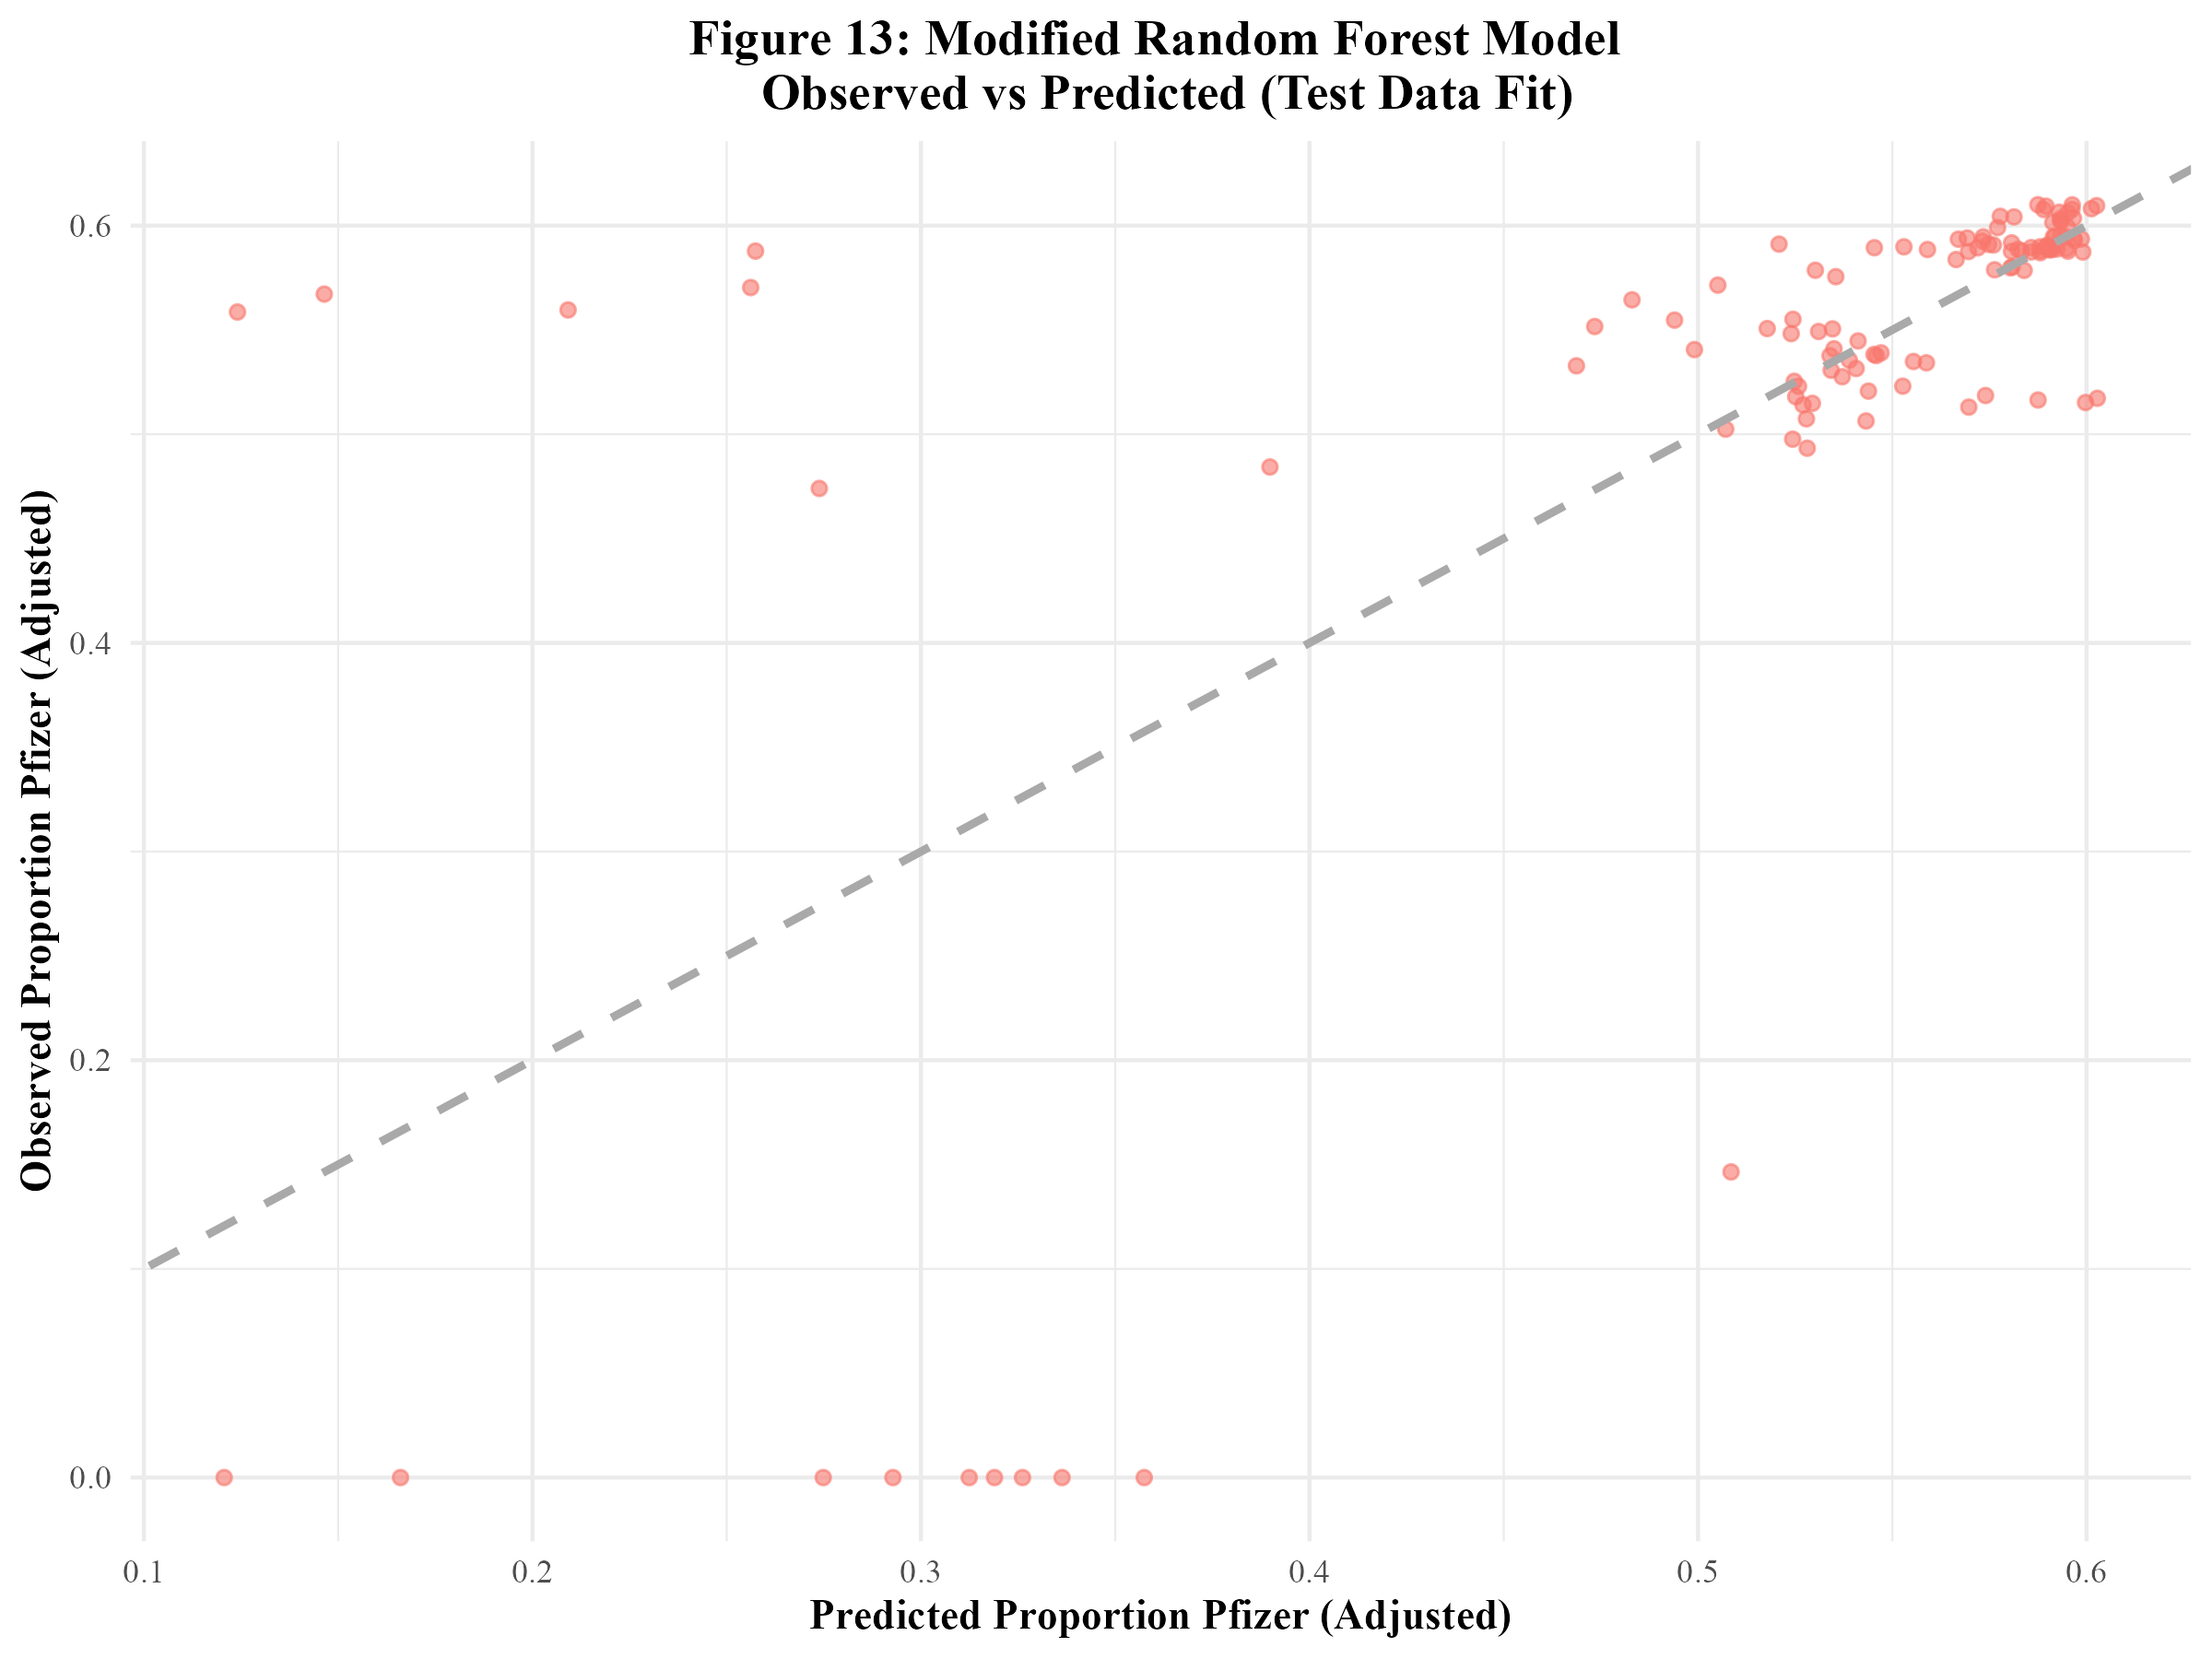 Figure 13: Modified Random Forest Model
Observed vs Predicted (Test Data Fit)
Observed Proportion Pfizer (Adjusted)
0.6
0.4
0.2
0.0
0.1
0.2
0.3
0.4
0.5
0.6
Predicted Proportion Pfizer (Adjusted)